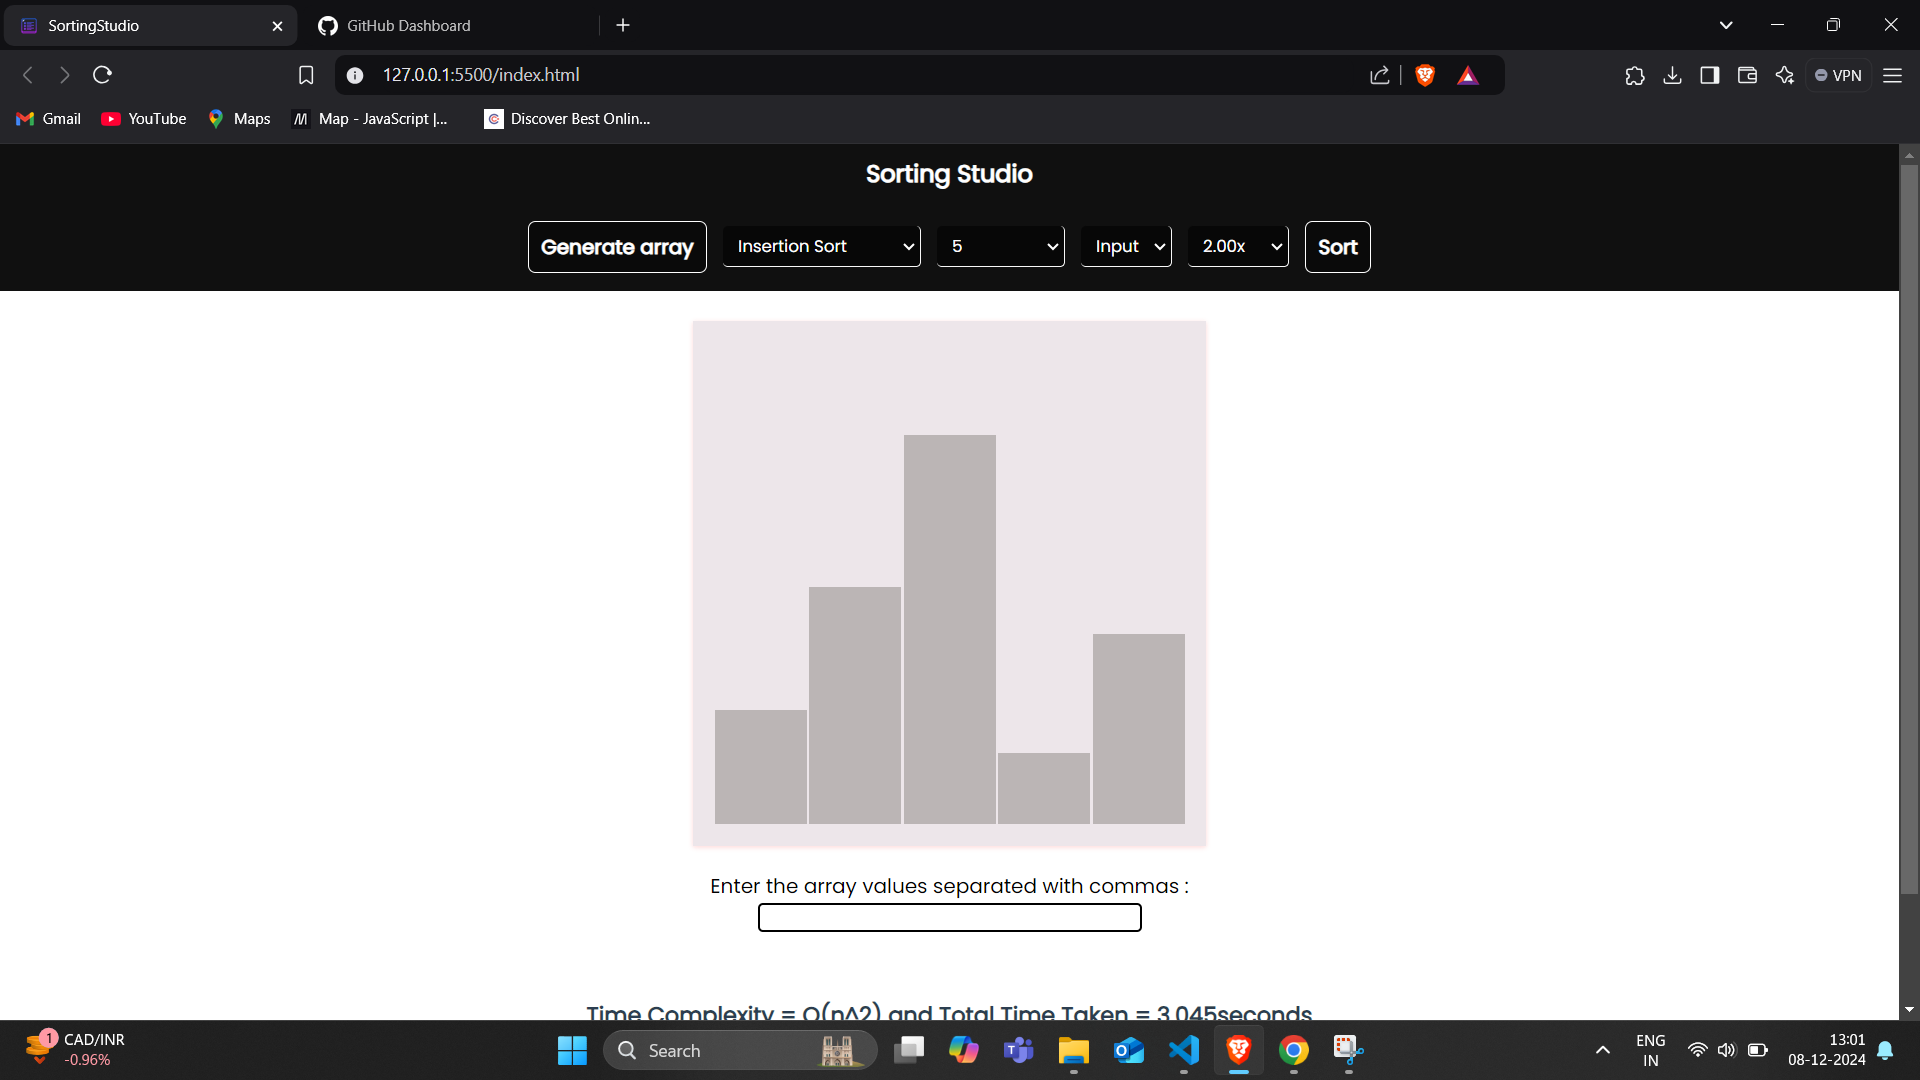 SortingStudio
GitHub Dashboard
127.0.0.1:5500/index.html
VPN
Gmail
YouTube
Maps
Map - JavaScript |...
Discover Best Onlin...
Sorting Studio
Generate array
Insertion Sort
5
Input
2.00x
Sort
Enter the array values separated with commas :
Time Complexity = O(n^2) and Total Time Taken = 3.045seconds
1
CAD/INR
-0.96%
Search
ENG
IN
13:01
08-12-2024